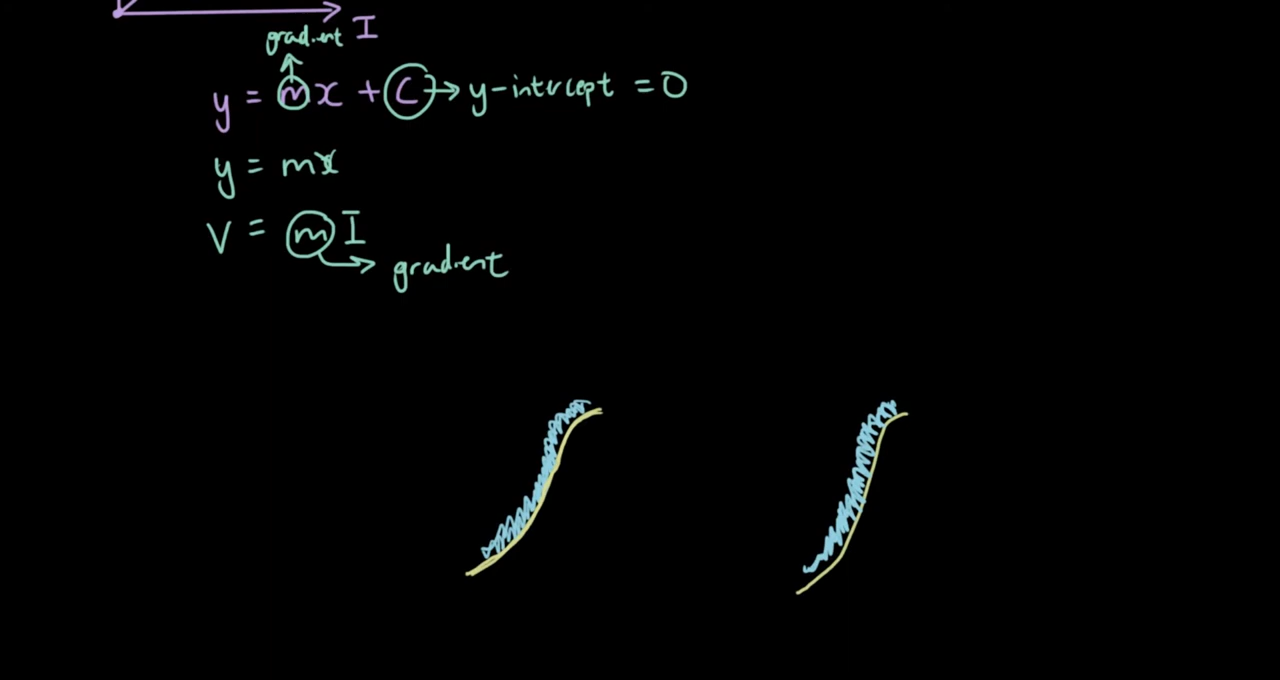 I
gradient
y = mx + c → y-intercept = 0
y = mx
V = mI
gradient